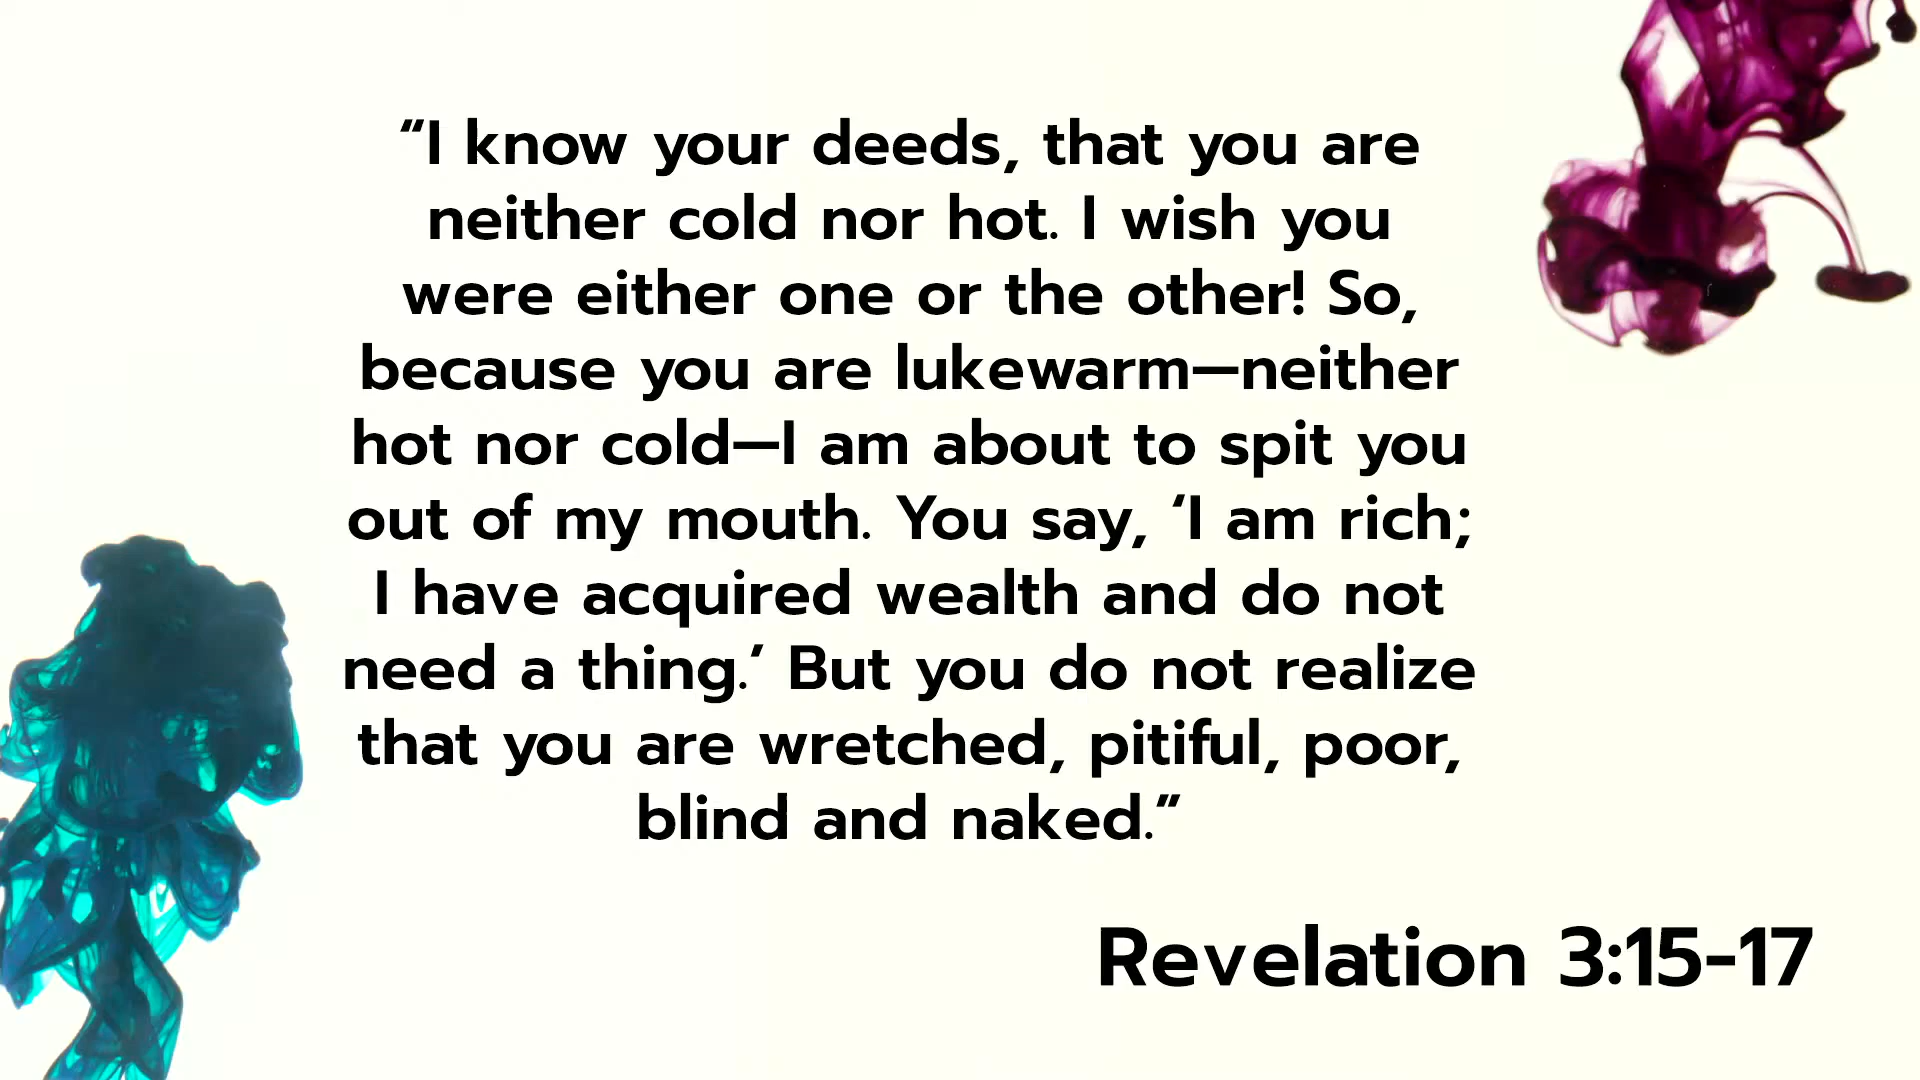 “I know your deeds, that you are
neither cold nor hot. I wish you
were either one or the other! So,
because you are lukewarm—neither
hot nor cold—I am about to spit you
out of my mouth. You say, ‘I am rich;
I have acquired wealth and do not
need a thing.’ But you do not realize
that you are wretched, pitiful, poor,
blind and naked.”
Revelation 3:15-17